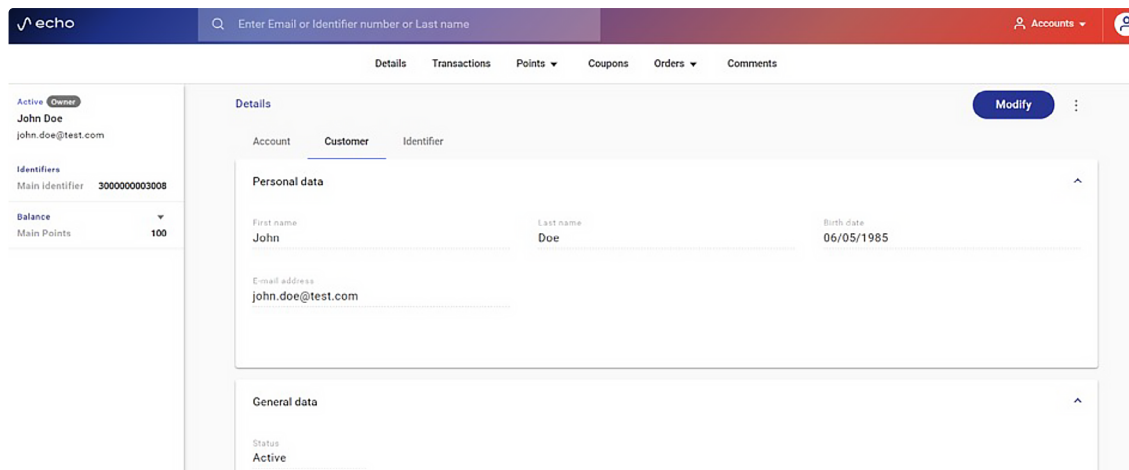 echo
Enter Email or Identifier number or Last name
Accounts
Details Transactions Points Coupons Orders Comments
Active Owner
John Doe
john.doe@test.com
Identifiers
Main identifier 3000000003008
Balance
Main Points 100
Details
Modify
Account Customer Identifier
Personal data
First name Last name Birth date
John Doe 06/05/1985
E-mail address
john.doe@test.com
General data
Status
Active